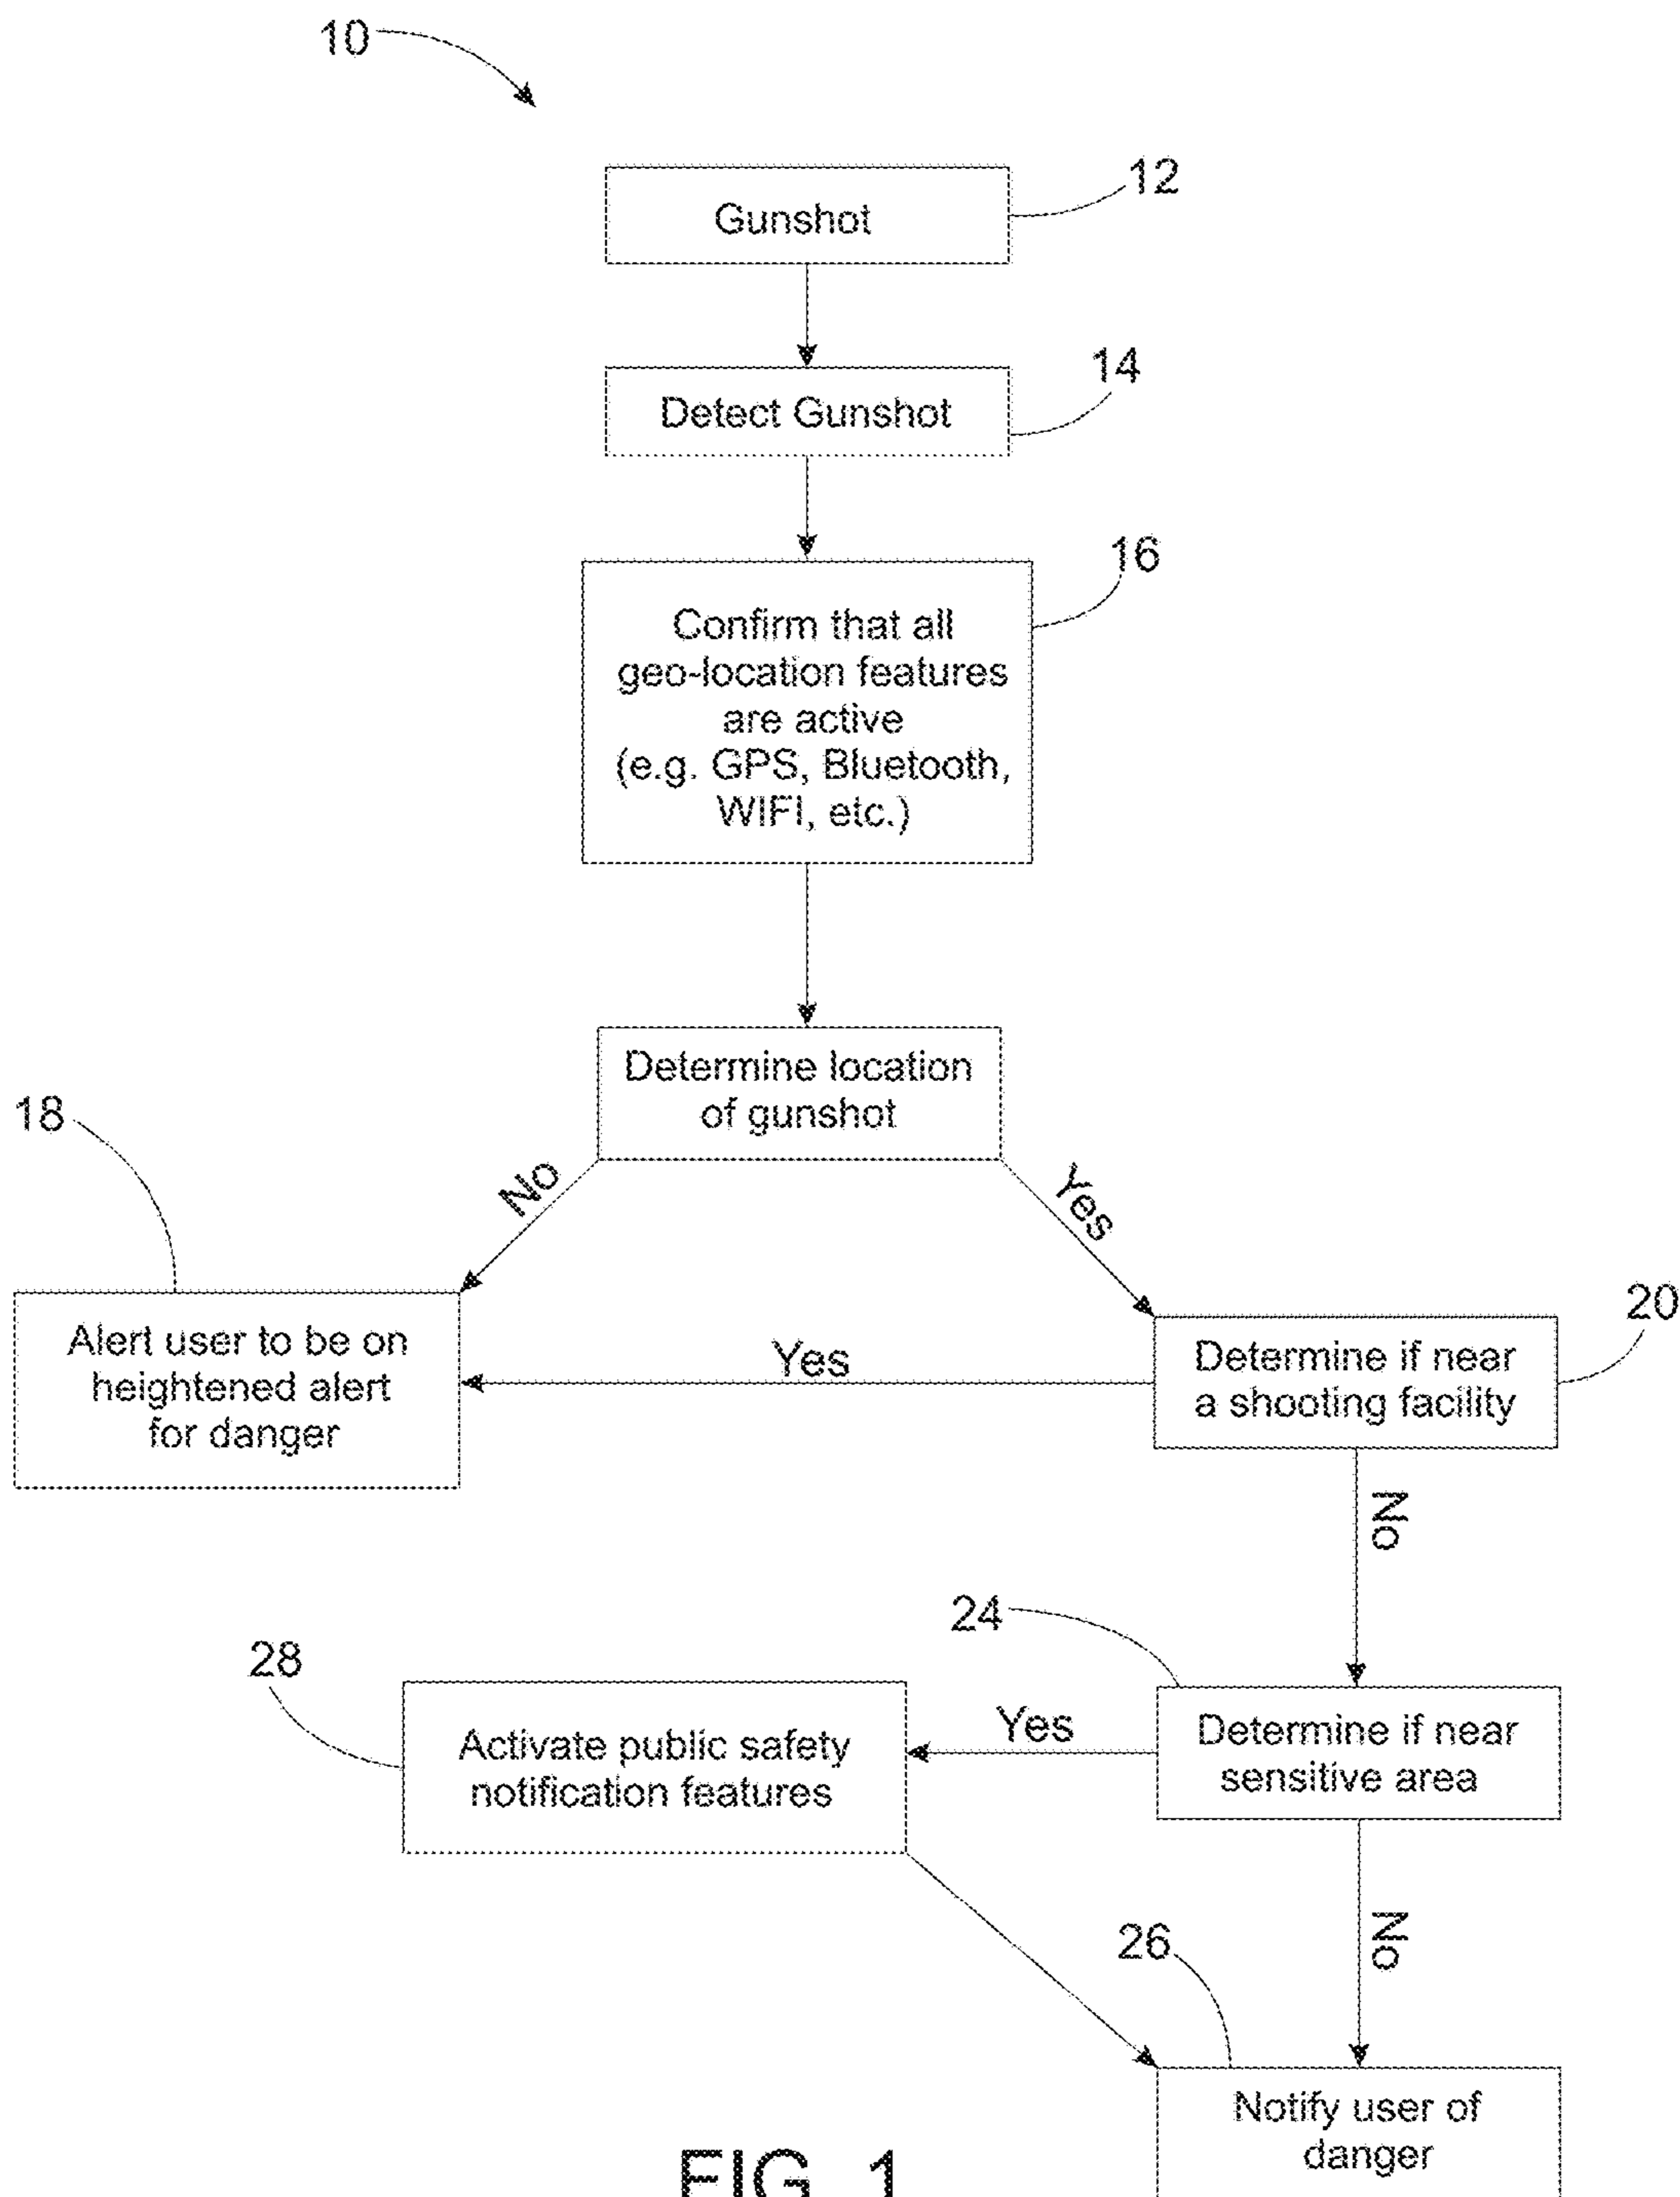 10
12
Gunshot
14
Detect Gunshot
16
Confirm that all
geo-location features
are active
(e.g. GPS, Bluetooth,
WIFI, etc.)
Determine location
of gunshot
18
No
Yes
20
Alert user to be on
heightened alert
for danger
Yes
Determine if near
a shooting facility
No
24
28
Activate public safety
notification features
Yes
Determine if near
sensitive area
No
26
Notify user of
danger
FIG. 1